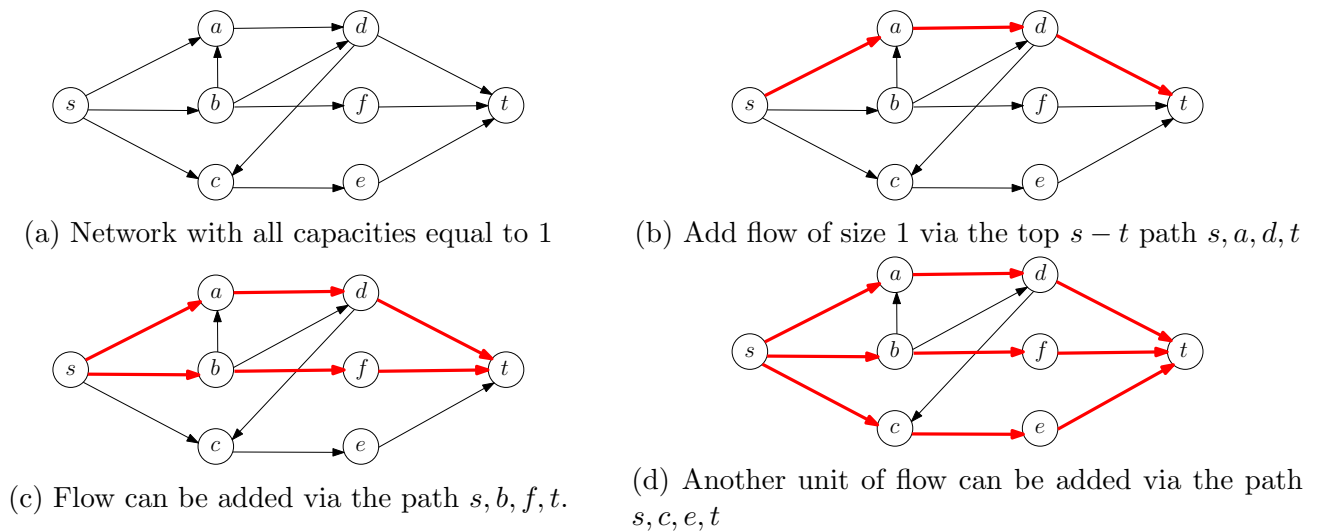 a d
s b f t
c e
(a) Network with all capacities equal to 1
a d
s b f t
c e
(b) Add flow of size 1 via the top s − t path s, a, d, t
a d
s b f t
c e
(c) Flow can be added via the path s, b, f, t.
a d
s b f t
c e
(d) Another unit of flow can be added via the path
s, c, e, t